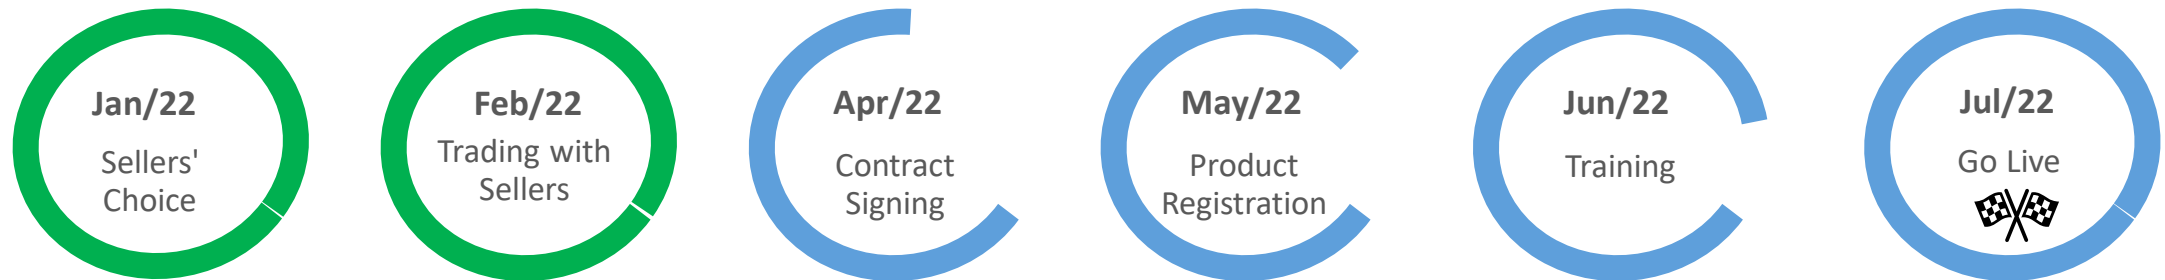 Jan/22
Sellers'
Choice
Feb/22
Trading with
Sellers
Apr/22
Contract
Signing
May/22
Product
Registration
Jun/22
Training
Jul/22
Go Live